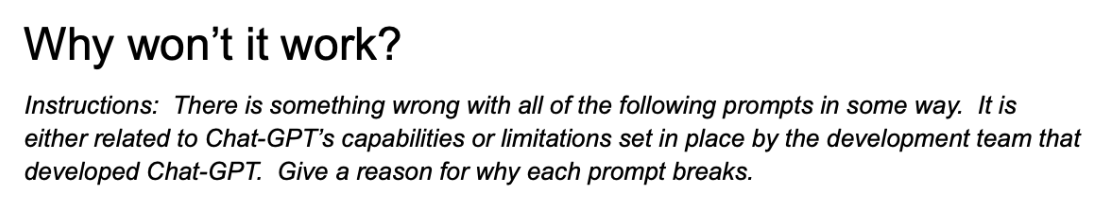 Why won’t it work?
Instructions:  There is something wrong with all of the following prompts in some way.  It is
either related to Chat-GPT’s capabilities or limitations set in place by the development team that
developed Chat-GPT.  Give a reason for why each prompt breaks.